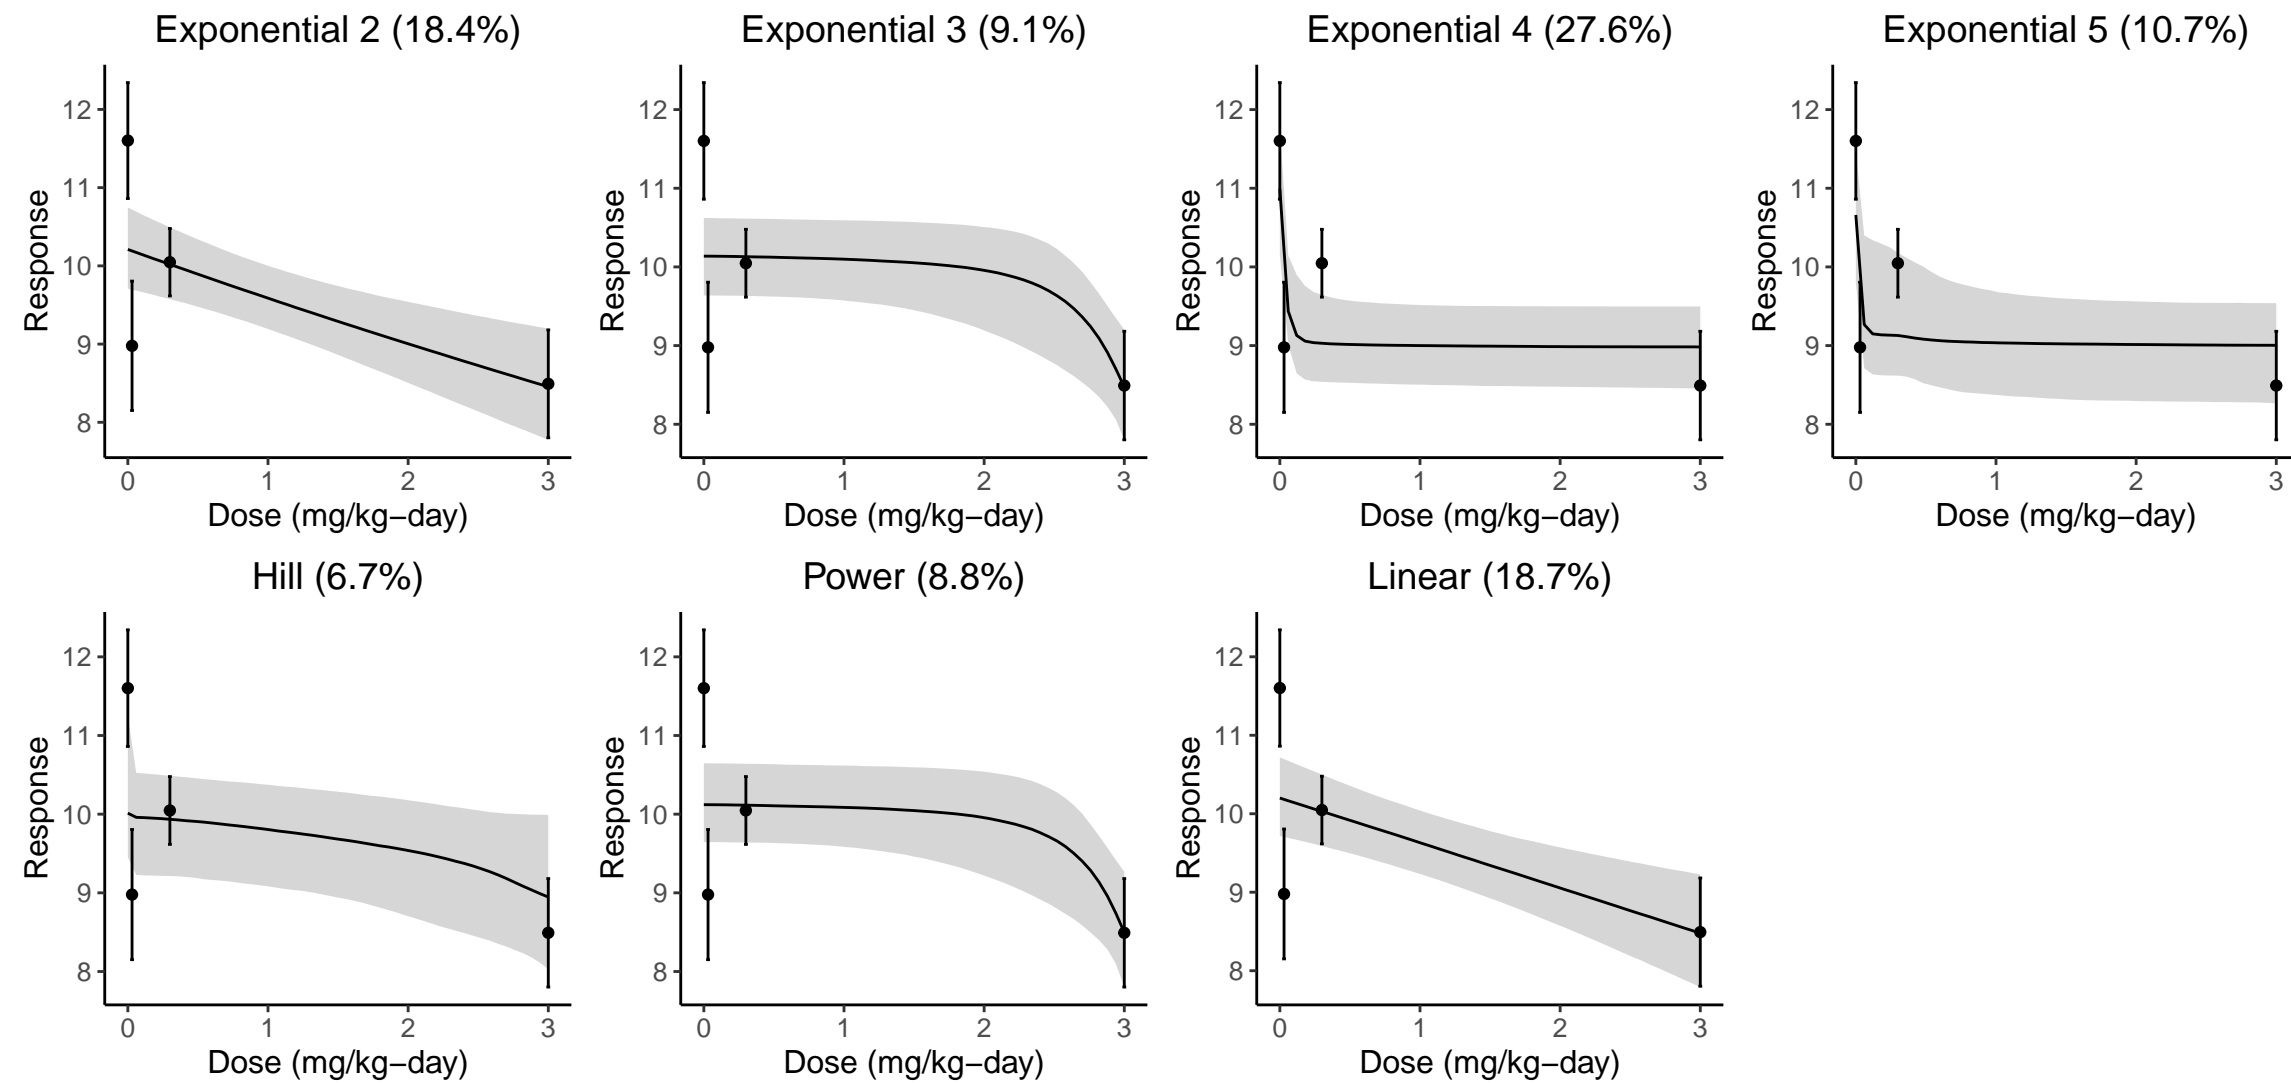 Exponential 2 (18.4%)
Exponential 3 (9.1%)
Exponential 4 (27.6%)
Exponential 5 (10.7%)
Response
12
11
10
9
8
0 1 2 3
Dose (mg/kg−day)
Response
12
11
10
9
8
0 1 2 3
Dose (mg/kg−day)
Response
12
11
10
9
8
0 1 2 3
Dose (mg/kg−day)
Response
12
11
10
9
8
0 1 2 3
Dose (mg/kg−day)
Hill (6.7%)
Power (8.8%)
Linear (18.7%)
Response
12
11
10
9
8
0 1 2 3
Dose (mg/kg−day)
Response
12
11
10
9
8
0 1 2 3
Dose (mg/kg−day)
Response
12
11
10
9
8
0 1 2 3
Dose (mg/kg−day)